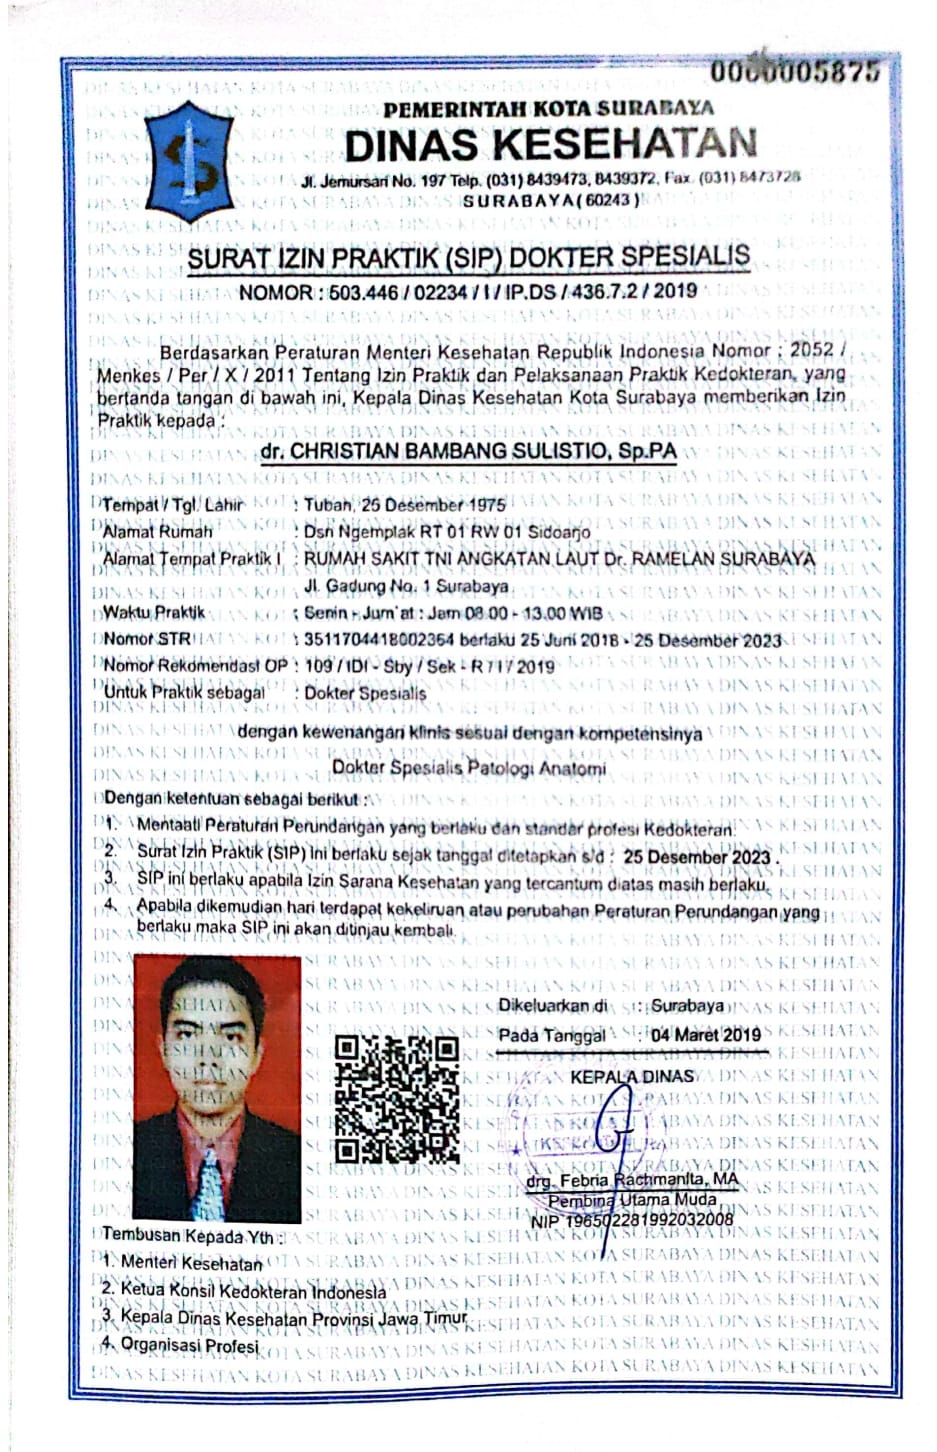 0000005875
PEMERINTAH KOTA SURABAYA
DINAS KESEHATAN
Jl. Jemursari No. 197 Telp. (031) 8439473, 8439372, Fax. (031) 8473728
SURABAYA ( 60243 )
SURAT IZIN PRAKTIK (SIP) DOKTER SPESIALIS
NOMOR : 503.446 / 02234 / I / IP.DS / 436.7.2 / 2019
Berdasarkan Peraturan Menteri Kesehatan Republik Indonesia Nomor : 2052 /
Menkes / Per / X / 2011 Tentang Izin Praktik dan Pelaksanaan Praktik Kedokteran, yang
bertanda tangan di bawah ini, Kepala Dinas Kesehatan Kota Surabaya memberikan Izin
Praktik kepada :
dr. CHRISTIAN BAMBANG SULISTIO, Sp.PA
Tempat / Tgl. Lahir : Tuban, 25 Desember 1975
Alamat Rumah : Dsn Ngemplak RT 01 RW 01 Sidoarjo
Alamat Tempat Praktik I : RUMAH SAKIT TNI ANGKATAN LAUT Dr. RAMELAN SURABAYA
Jl. Gadung No. 1 Surabaya
Waktu Praktik : Senin - Jum'at : Jam 08.00 - 13.00 WIB
Nomor STR : 3511704418002364 berlaku 25 Juni 2018 - 25 Desember 2023
Nomor Rekomendasi OP : 109 / IDI - Sby / Sek - R / I / 2019
Untuk Praktik sebagai : Dokter Spesialis
dengan kewenangan klinis sesuai dengan kompetensinya
Dokter Spesialis Patologi Anatomi
Dengan ketentuan sebagai berikut :
1. Mentaati Peraturan Perundangan yang berlaku dan standar profesi Kedokteran.
2. Surat Izin Praktik (SIP) ini berlaku sejak tanggal ditetapkan s/d : 25 Desember 2023 .
3. SIP ini berlaku apabila Izin Sarana Kesehatan yang tercantum diatas masih berlaku.
4. Apabila dikemudian hari terdapat kekeliruan atau perubahan Peraturan Perundangan yang
berlaku maka SIP ini akan ditinjau kembali.
Dikeluarkan di : Surabaya
Pada Tanggal : 04 Maret 2019
KEPALA DINAS
drg. Febria Rachmanita, MA
Pembina Utama Muda
NIP 196502281992032008
Tembusan Kepada Yth :
1. Menteri Kesehatan
2. Ketua Konsil Kedokteran Indonesia
3. Kepala Dinas Kesehatan Provinsi Jawa Timur
4. Organisasi Profesi